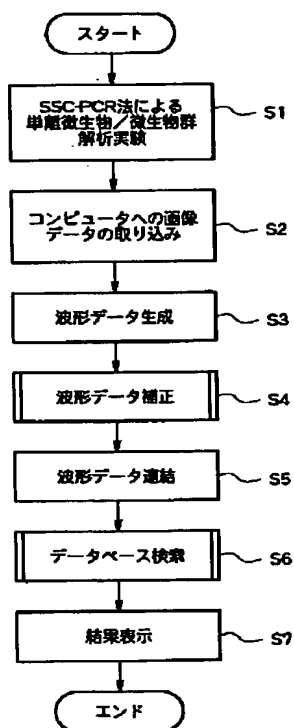 スタート
SSC-PCR法による
単離微生物／微生物群
解析実験
S1
コンピュータへの画像
データの取り込み
S2
波形データ生成
S3
波形データ補正
S4
波形データ連結
S5
データベース検索
S6
結果表示
S7
エンド